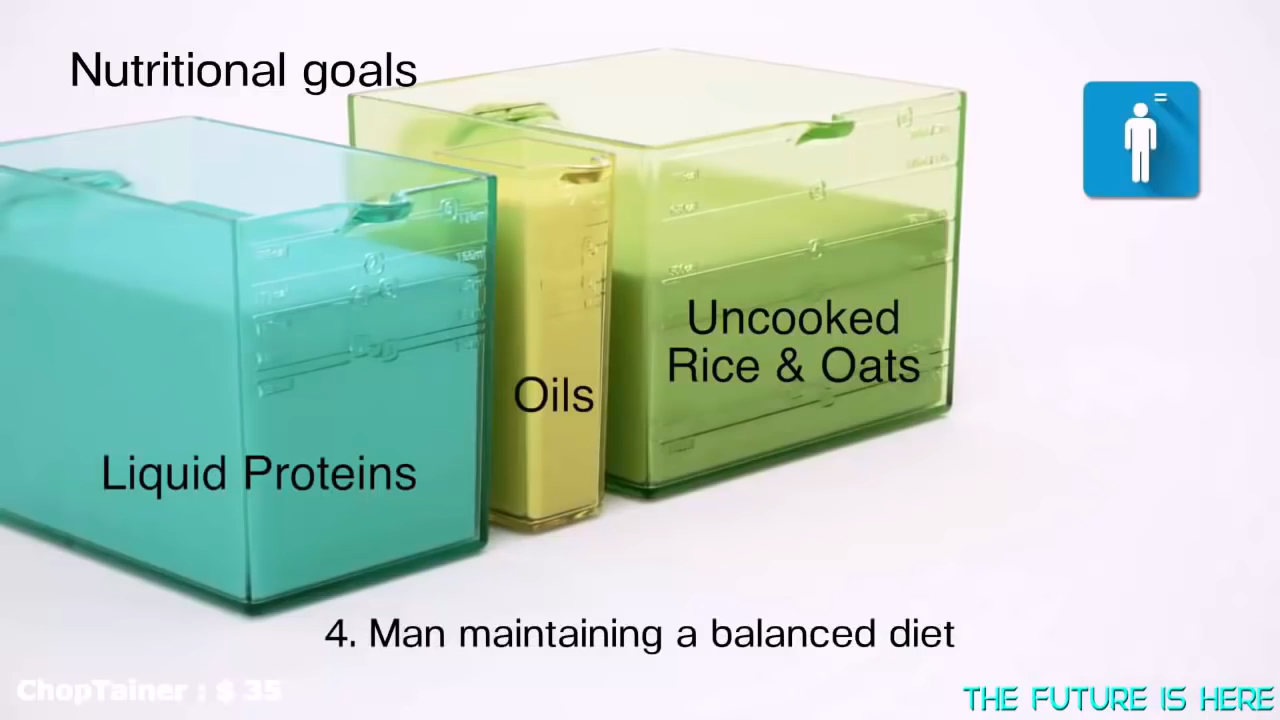 Nutritional goals
=
Uncooked
Rice & Oats
Oils
Liquid Proteins
4. Man maintaining a balanced diet
ChopTainer : $ 35
THE FUTURE IS HERE